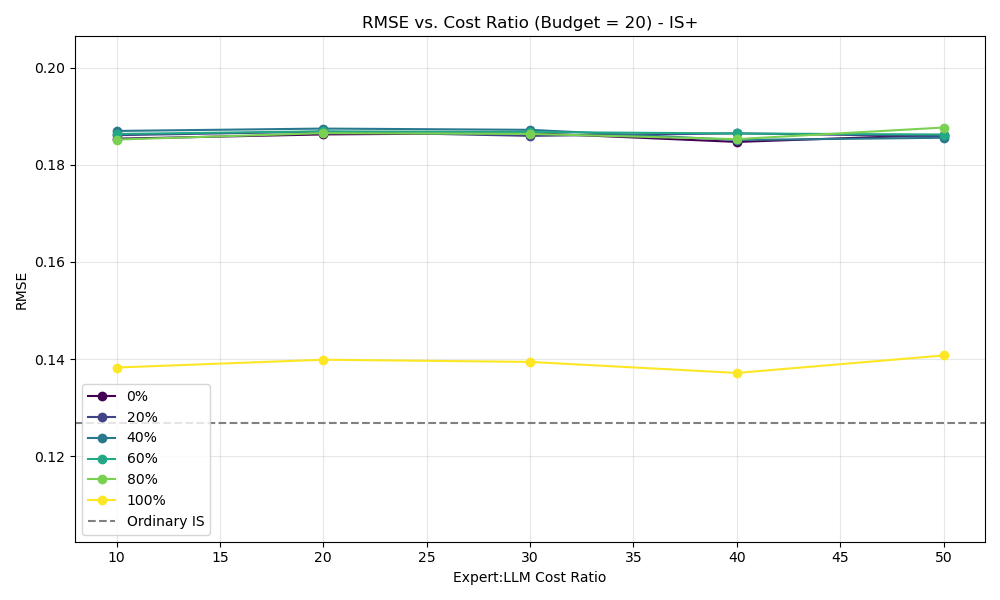 RMSE vs. Cost Ratio (Budget = 20) - IS+
RMSE
0.20
0.18
0.16
0.14
0.12
0%
20%
40%
60%
80%
100%
Ordinary IS
10 15 20 25 30 35 40 45 50
Expert:LLM Cost Ratio